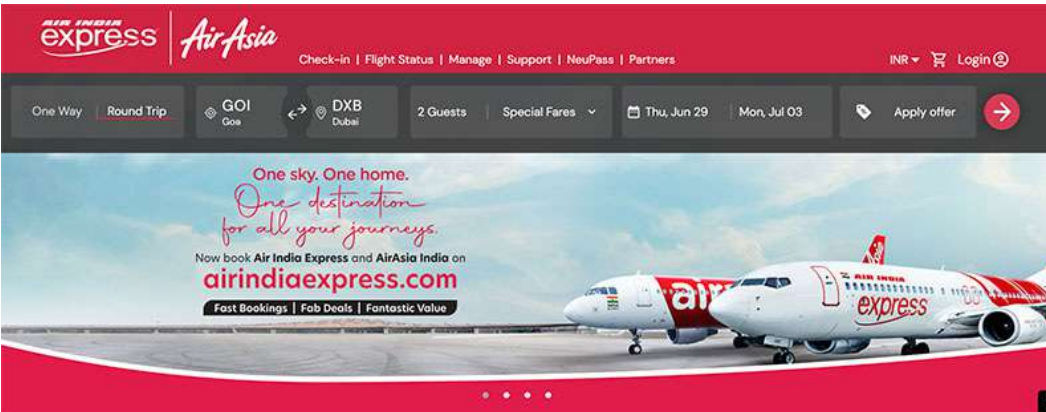 AIR INDIA
express
AirAsia
Check-in | Flight Status | Manage | Support | NeuPass | Partners
INR
Login
One Way | Round Trip
GOI
Goa
DXB
Dubai
2 Guests | Special Fares
Thu, Jun 29 | Mon, Jul 03
Apply offer
One sky. One home.
One destination
for all your journeys.
Now book Air India Express and AirAsia India on
airindiaexpress.com
Fast Bookings | Fab Deals | Fantastic Value
air
AIR INDIA
express